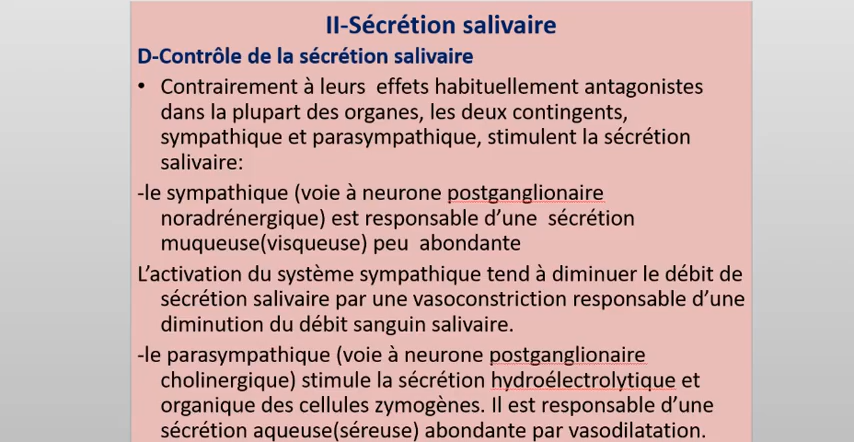 II-Sécrétion salivaire
D-Contrôle de la sécrétion salivaire
• Contrairement à leurs effets habituellement antagonistes
dans la plupart des organes, les deux contingents,
sympathique et parasympathique, stimulent la sécrétion
salivaire:
-le sympathique (voie à neurone postganglionaire
noradrénergique) est responsable d'une sécrétion
muqueuse(visqueuse) peu abondante
L'activation du système sympathique tend à diminuer le débit de
sécrétion salivaire par une vasoconstriction responsable d'une
diminution du débit sanguin salivaire.
-le parasympathique (voie à neurone postganglionaire
cholinergique) stimule la sécrétion hydroélectrolytique et
organique des cellules zymogènes. Il est responsable d'une
sécrétion aqueuse(séreuse) abondante par vasodilatation.